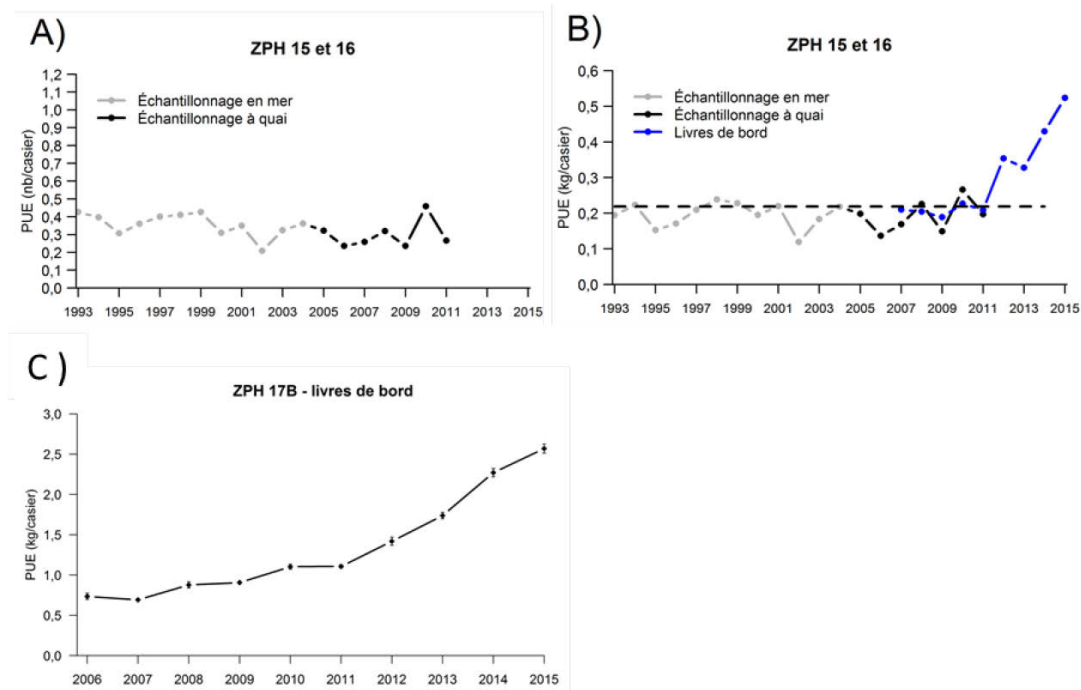 A)
ZPH 15 et 16
PUE (nb/casier)
1,2
1,1
1,0
0,9
0,8
0,7
0,6
0,5
0,4
0,3
0,2
0,1
0,0
Échantillonnage en mer
Échantillonnage à quai
1993 1995 1997 1999 2001 2003 2005 2007 2009 2011 2013 2015
B)
ZPH 15 et 16
PUE (kg/casier)
0,6
0,5
0,4
0,3
0,2
0,1
0,0
Échantillonnage en mer
Échantillonnage à quai
Livres de bord
1993 1995 1997 1999 2001 2003 2005 2007 2009 2011 2013 2015
C)
ZPH 17B - livres de bord
PUE (kg/casier)
3,0
2,5
2,0
1,5
1,0
0,5
0,0
2006 2007 2008 2009 2010 2011 2012 2013 2014 2015